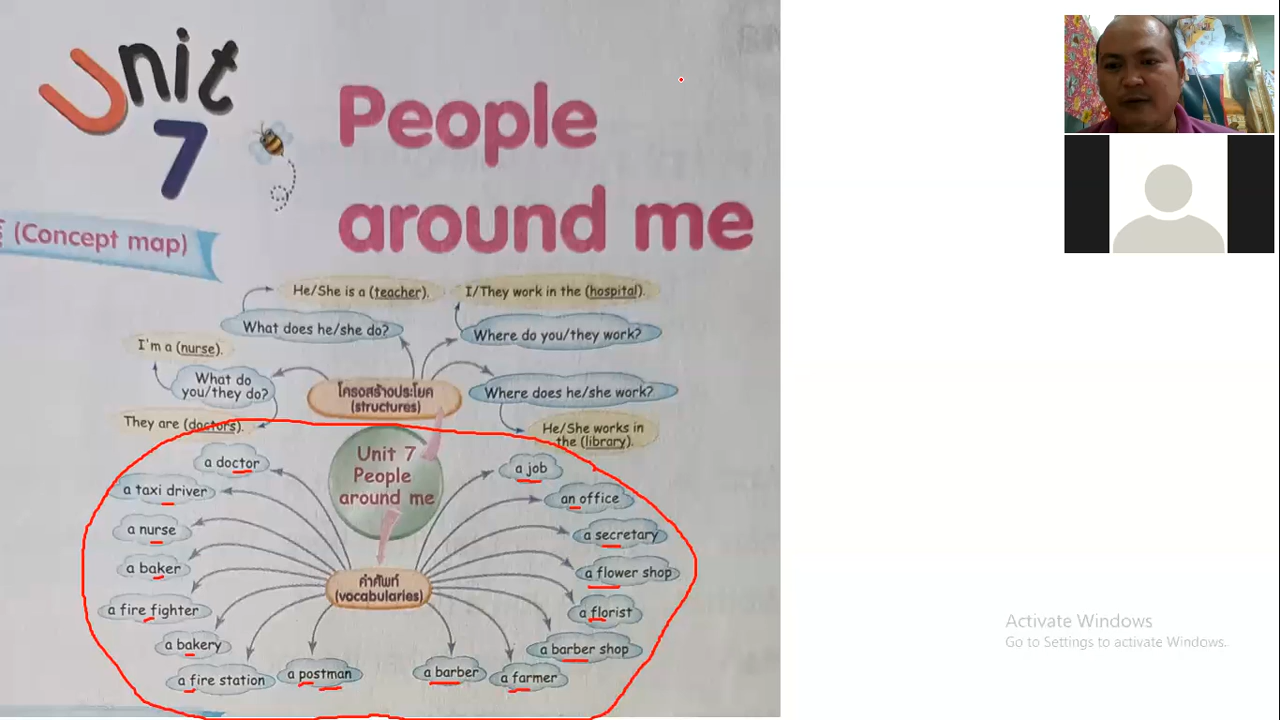 Unit
7
People
around me
(Concept map)
He/She is a (teacher).
I/They work in the (hospital).
What does he/she do?
Where do you/they work?
I'm a (nurse).
What do
you/they do?
โครงสร้างประโยค
(structures)
Where does he/she work?
They are (doctors).
He/She works in
the (library).
Unit 7
People
around me
a doctor
a job
a taxi driver
an office
a nurse
a secretary
a baker
a flower shop
คำศัพท์
(vocabularies)
a fire fighter
a florist
a bakery
a barber shop
a fire station
a postman
a barber
a farmer
Activate Windows
Go to Settings to activate Windows.